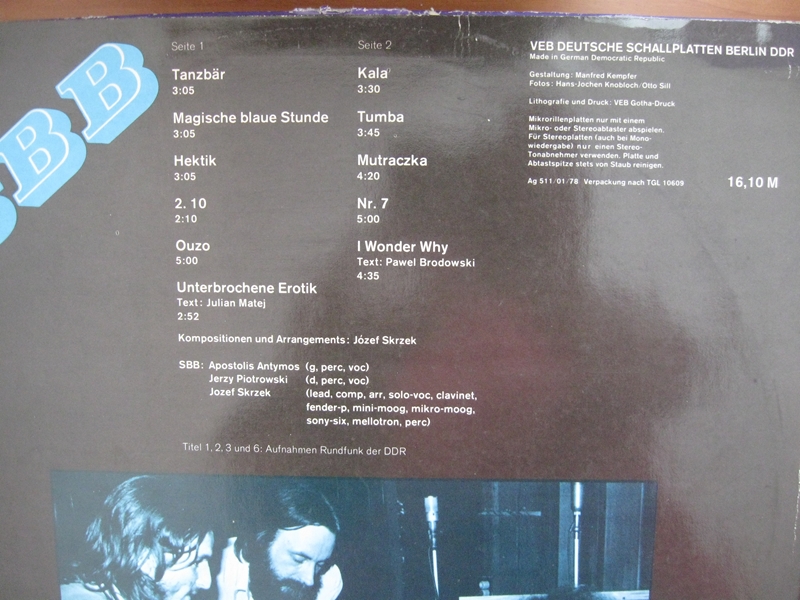 SBB
Seite 1
Tanzbär
3:05
Magische blaue Stunde
3:05
Hektik
3:05
2. 10
2:10
Ouzo
5:00
Unterbrochene Erotik
Text: Julian Matej
2:52
Seite 2
Kala
3:30
Tumba
3:45
Mutraczka
4:20
Nr. 7
5:00
I Wonder Why
Text: Pawel Brodowski
4:35
Kompositionen und Arrangements: Józef Skrzek
SBB: Apostolis Antymos (g, perc, voc)
Jerzy Piotrowski (d, perc, voc)
Jozef Skrzek (lead, comp, arr, solo-voc, clavinet,
fender-p, mini-moog, mikro-moog,
sony-six, mellotron, perc)
Titel 1, 2, 3 und 6: Aufnahmen Rundfunk der DDR
VEB DEUTSCHE SCHALLPLATTEN BERLIN DDR
Made in German Democratic Republic
Gestaltung: Manfred Kempfer
Fotos: Hans-Jochen Knobloch/Otto Sill
Lithografie und Druck: VEB Gotha-Druck
Mikrorillenplatten nur mit einem
Mikro- oder Stereoabtaster abspielen.
Für Stereoplatten (auch bei Mono-
wiedergabe) nur einen Stereo-
Tonabnehmer verwenden. Platte und
Abtastspitze stets von Staub reinigen.
Ag 511/01/78 Verpackung nach TGL 10609
16,10 M